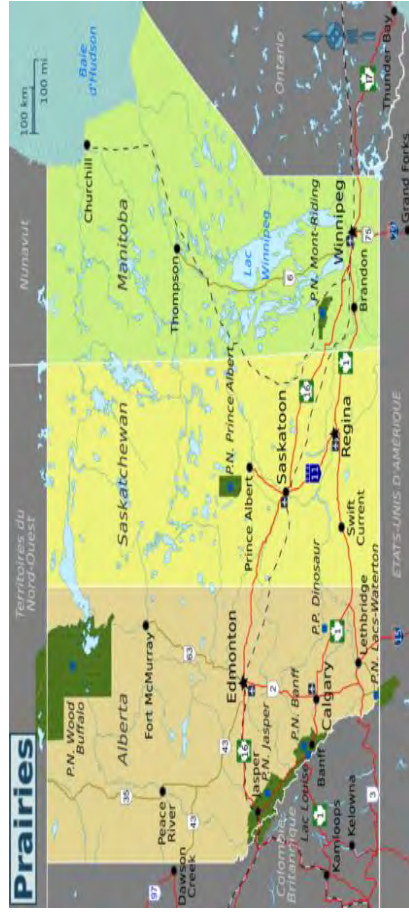 Prairies
100 km
100 mi
Territoires du
Nord-Ouest
Nunavut
Baie
d'Hudson
P.N. Wood
Buffalo
Churchill
Alberta
Saskatchewan
Manitoba
Fort McMurray
Thompson
35
63
97
Peace
River
Dawson
Creek
43
43
P.N. Prince Albert
Lac
Winnipeg
Ontario
6
Edmonton
Prince Albert
16
Jasper
P.N. Jasper
2
Saskatoon
16
P.N. Mont-Riding
Colombie-
Britannique
Lac Louise
P.N. Banff
Banff
Calgary
P.P. Dinosaur
11
Regina
1
1
1
Swift
Current
Brandon
Winnipeg
17
Thunder Bay
Kamloops
Kelowna
3
Lethbridge
P.N. Lacs-Waterton
75
ETATS-UNIS D'AMÉRIQUE
Grand Forks